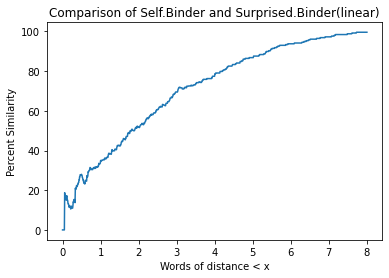 Comparison of Self.Binder and Surprised.Binder(linear)
100
80
60
40
20
0
Percent Similarity
0 1 2 3 4 5 6 7 8
Words of distance < x